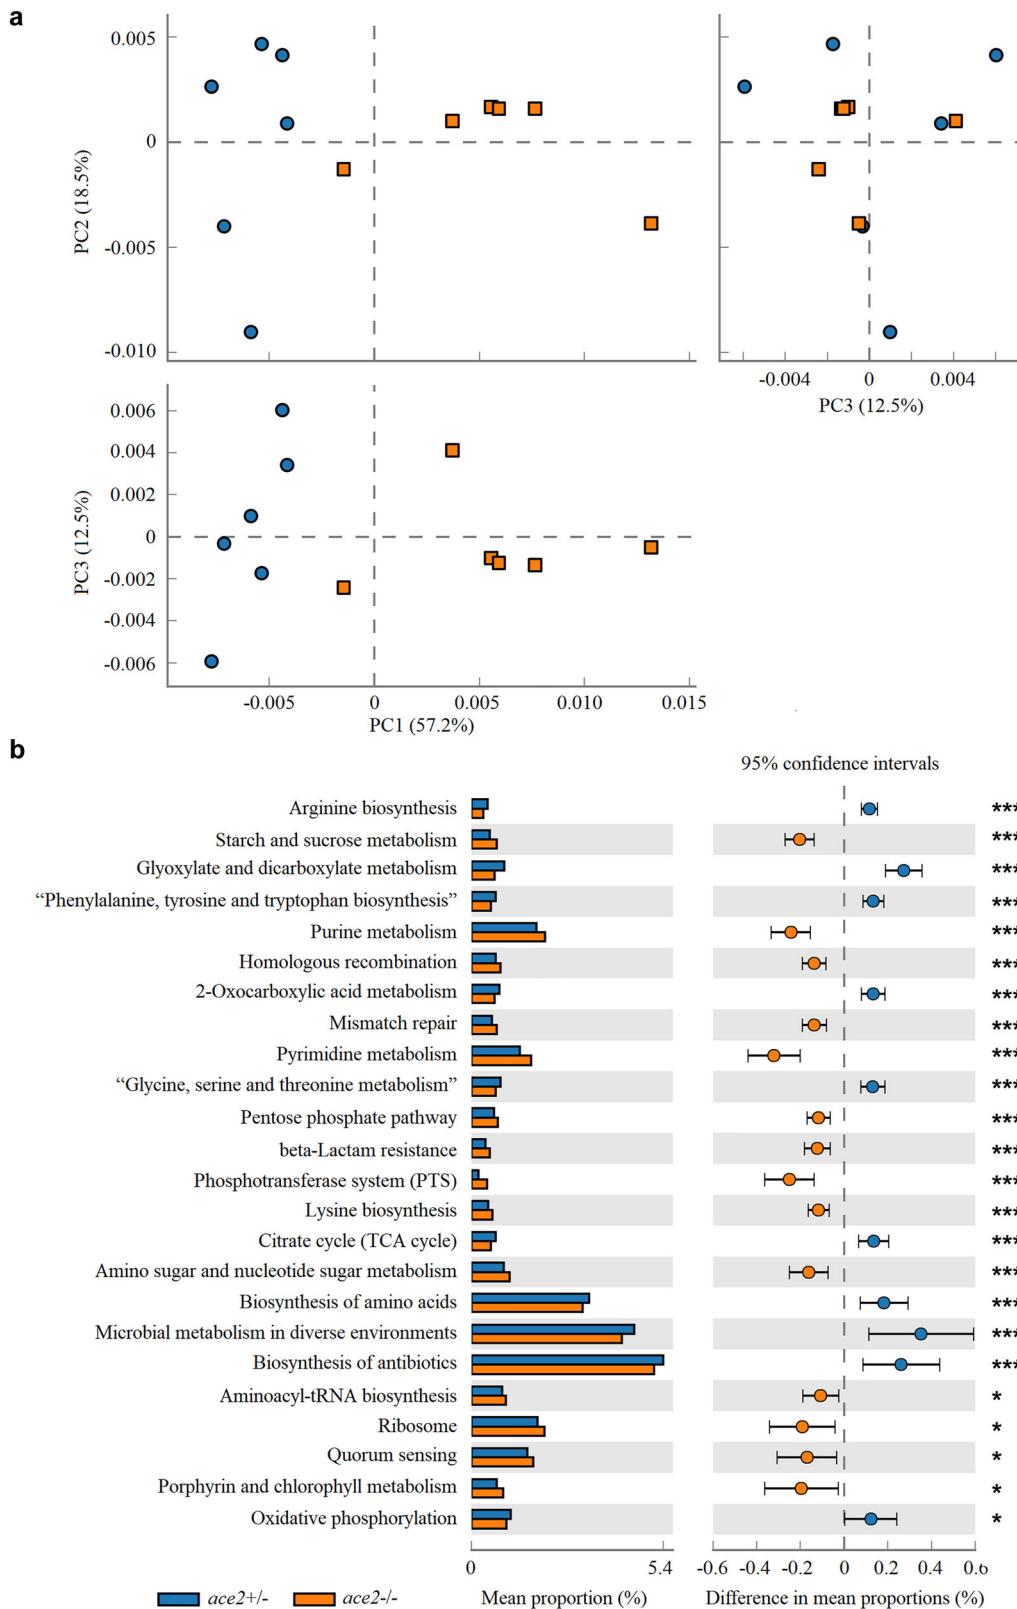 a
0.005
0
-0.005
-0.010
PC2 (18.5%)
-0.004
0
0.004
PC3 (12.5%)
0.006
0.004
0.002
0
-0.002
-0.004
-0.006
PC3 (12.5%)
-0.005
0
0.005
0.010
0.015
PC1 (57.2%)
b
95% confidence intervals
Arginine biosynthesis ***
Starch and sucrose metabolism ***
Glyoxylate and dicarboxylate metabolism ***
“Phenylalanine, tyrosine and tryptophan biosynthesis” ***
Purine metabolism ***
Homologous recombination ***
2-Oxocarboxylic acid metabolism ***
Mismatch repair ***
Pyrimidine metabolism ***
“Glycine, serine and threonine metabolism” ***
Pentose phosphate pathway ***
beta-Lactam resistance ***
Phosphotransferase system (PTS) ***
Lysine biosynthesis ***
Citrate cycle (TCA cycle) ***
Amino sugar and nucleotide sugar metabolism ***
Biosynthesis of amino acids ***
Microbial metabolism in diverse environments ***
Biosynthesis of antibiotics ***
Aminoacyl-tRNA biosynthesis *
Ribosome *
Quorum sensing *
Porphyrin and chlorophyll metabolism *
Oxidative phosphorylation *
0 5.4
-0.6 -0.4 -0.2 0 0.2 0.4 0.6
ace2+/- ace2-/- Mean proportion (%) Difference in mean proportions (%)